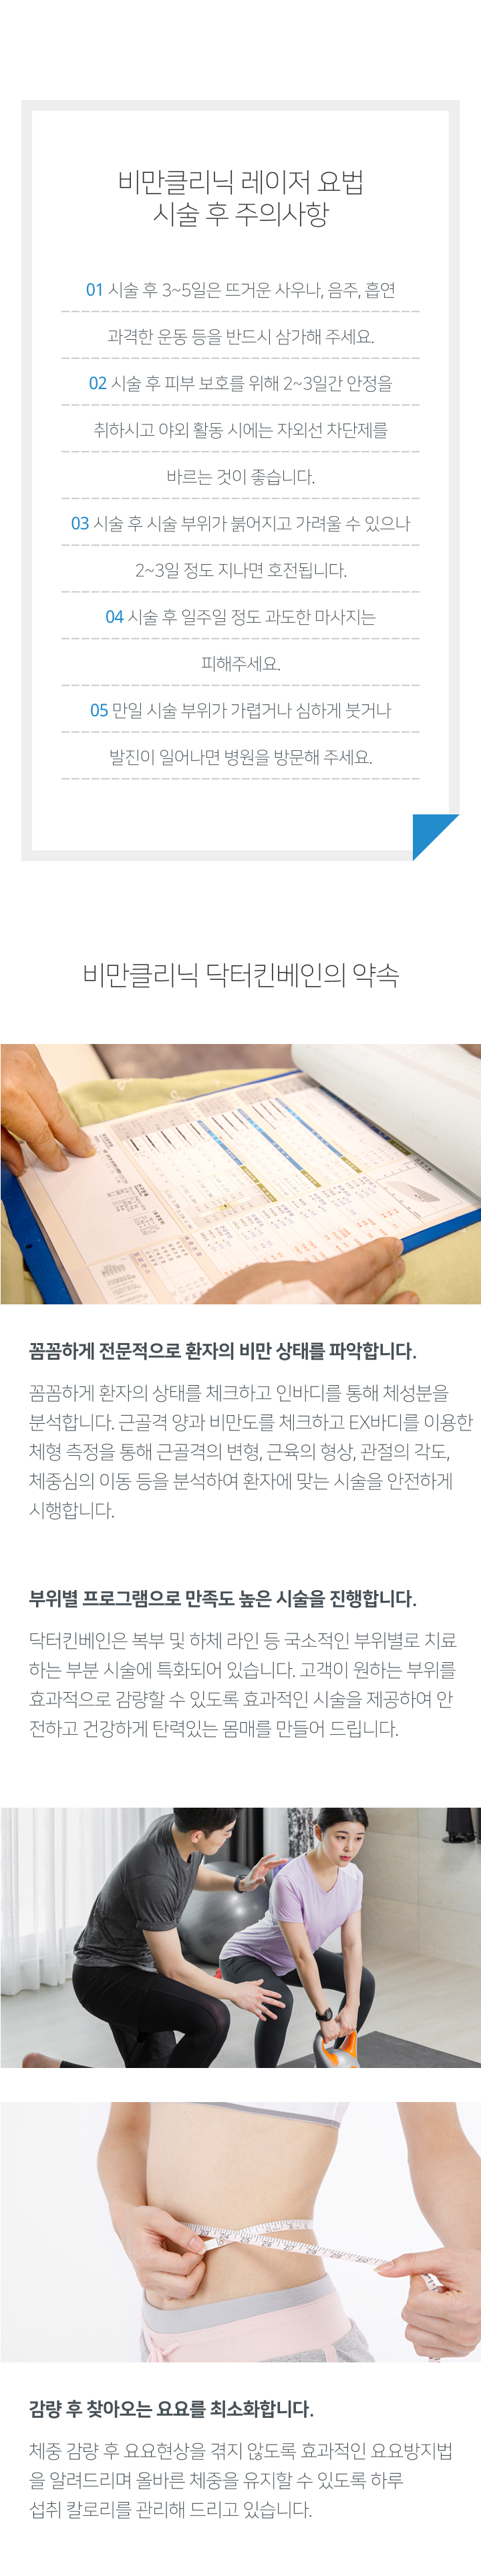 비만클리닉 레이저 요법
시술 후 주의사항
01 시술 후 3~5일은 뜨거운 사우나, 음주, 흡연
과격한 운동 등을 반드시 삼가해 주세요.
02 시술 후 피부 보호를 위해 2~3일간 안정을
취하시고 야외 활동 시에는 자외선 차단제를
바르는 것이 좋습니다.
03 시술 후 시술 부위가 붉어지고 가려울 수 있으나
2~3일 정도 지나면 호전됩니다.
04 시술 후 일주일 정도 과도한 마사지는
피해주세요.
05 만일 시술 부위가 가렵거나 심하게 붓거나
발진이 일어나면 병원을 방문해 주세요.
비만클리닉 닥터킨베인의 약속
꼼꼼하게 전문적으로 환자의 비만 상태를 파악합니다.
꼼꼼하게 환자의 상태를 체크하고 인바디를 통해 체성분을
분석합니다. 근골격 양과 비만도를 체크하고 EX바디를 이용한
체형 측정을 통해 근골격의 변형, 근육의 형상, 관절의 각도,
체중심의 이동 등을 분석하여 환자에 맞는 시술을 안전하게
시행합니다.
부위별 프로그램으로 만족도 높은 시술을 진행합니다.
닥터킨베인은 복부 및 하체 라인 등 국소적인 부위별로 치료
하는 부분 시술에 특화되어 있습니다. 고객이 원하는 부위를
효과적으로 감량할 수 있도록 효과적인 시술을 제공하여 안
전하고 건강하게 탄력있는 몸매를 만들어 드립니다.
감량 후 찾아오는 요요를 최소화합니다.
체중 감량 후 요요현상을 겪지 않도록 효과적인 요요방지법
을 알려드리며 올바른 체중을 유지할 수 있도록 하루
섭취 칼로리를 관리해 드리고 있습니다.